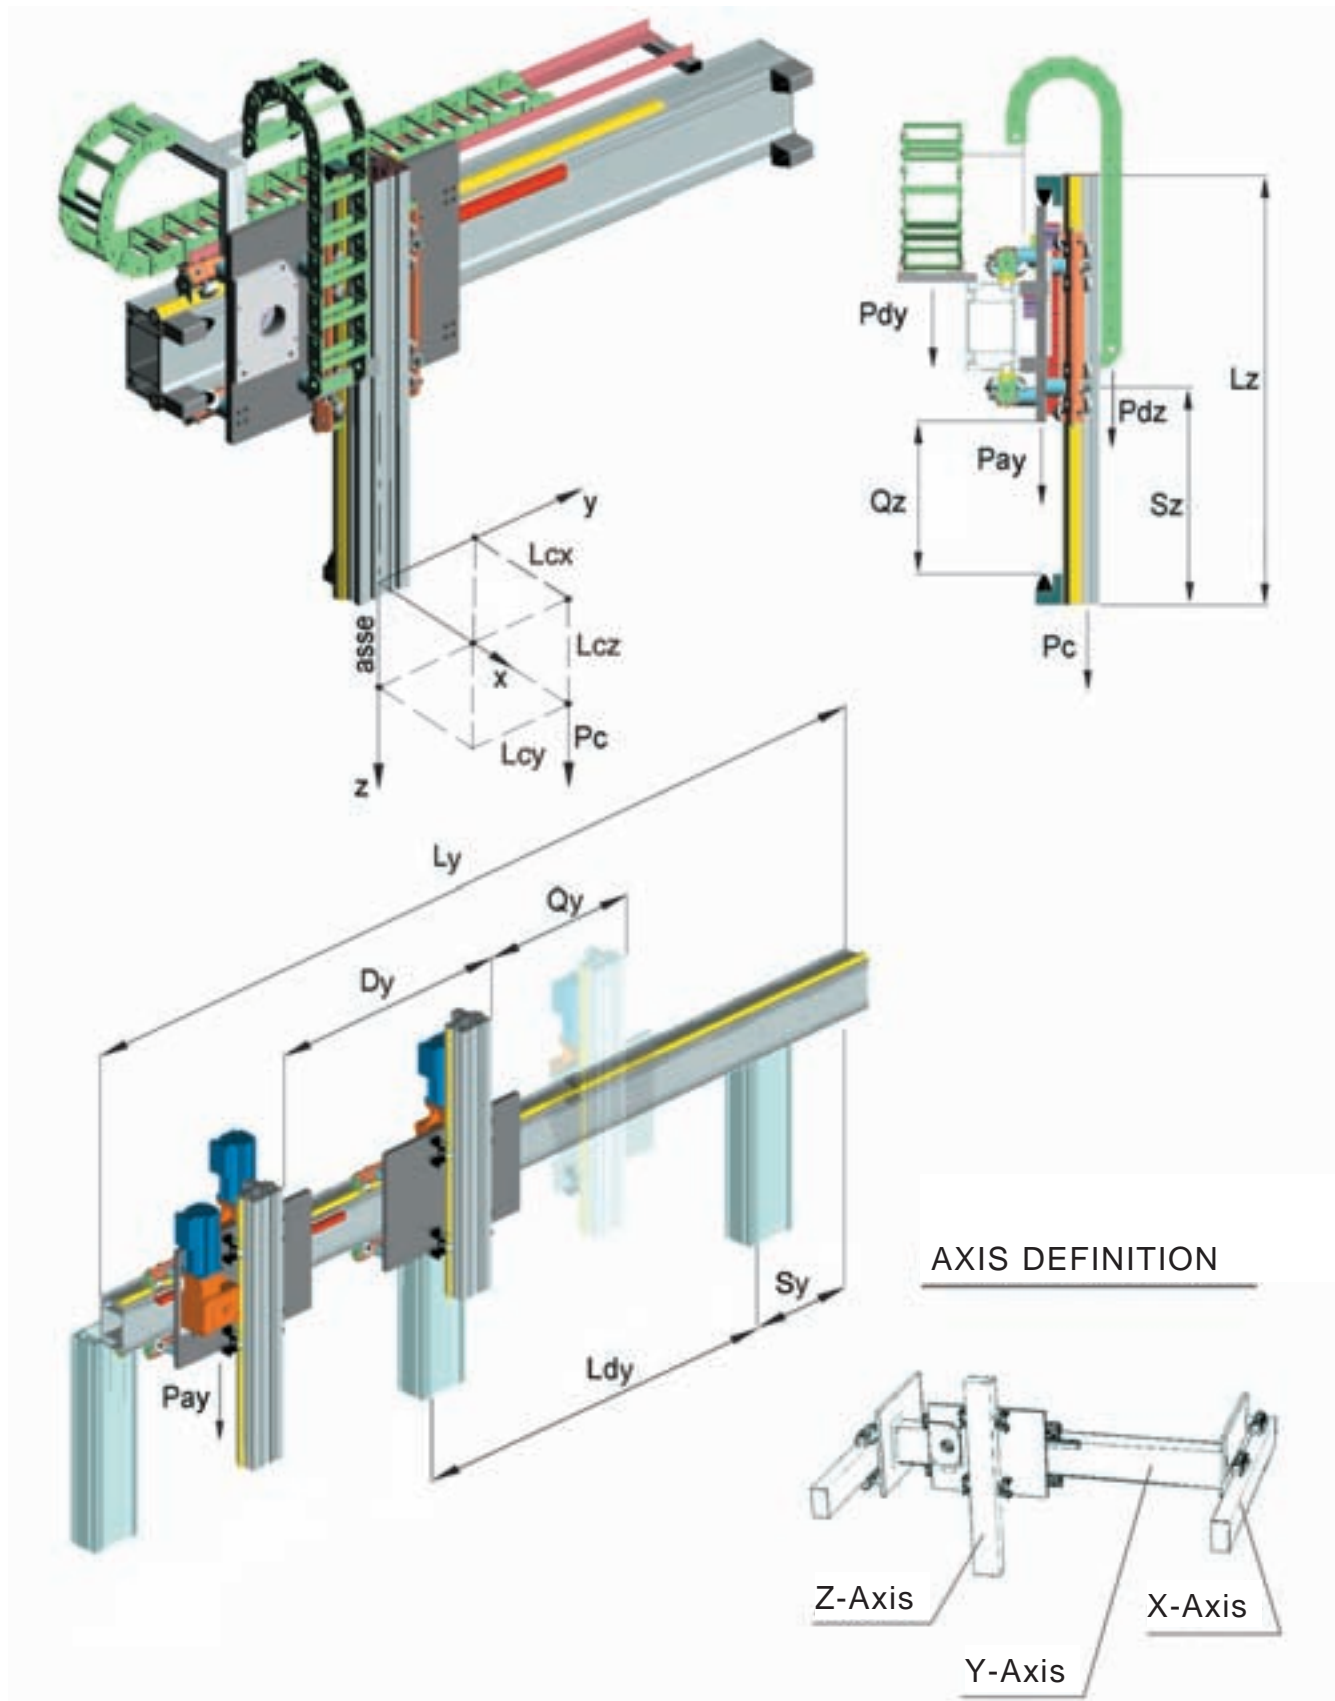 Pdy
Lz
Pdz
Pay
Qz
Sz
y
Lcx
asse
Lcz
x
Pc
Pc
Lcy
z
Ly
Qy
Dy
Sy
Ldy
Pay
AXIS DEFINITION
Z-Axis
X-Axis
Y-Axis